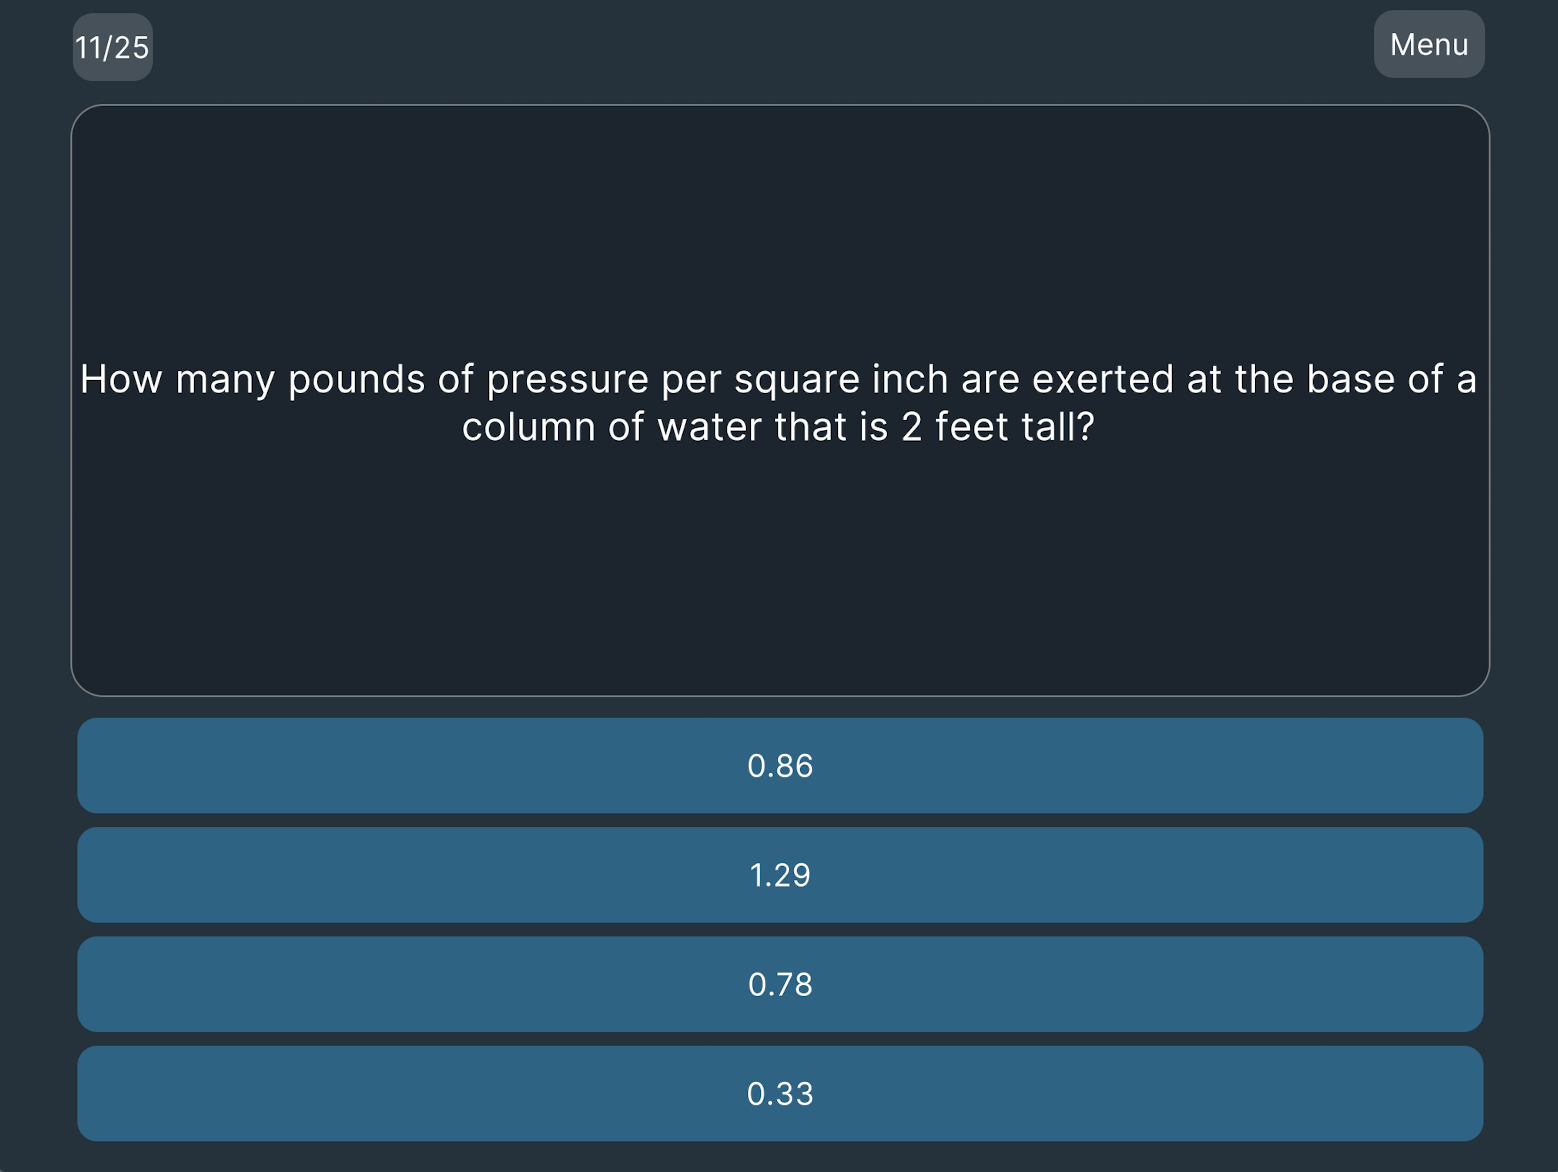 11/25
Menu
How many pounds of pressure per square inch are exerted at the base of a
column of water that is 2 feet tall?
0.86
1.29
0.78
0.33